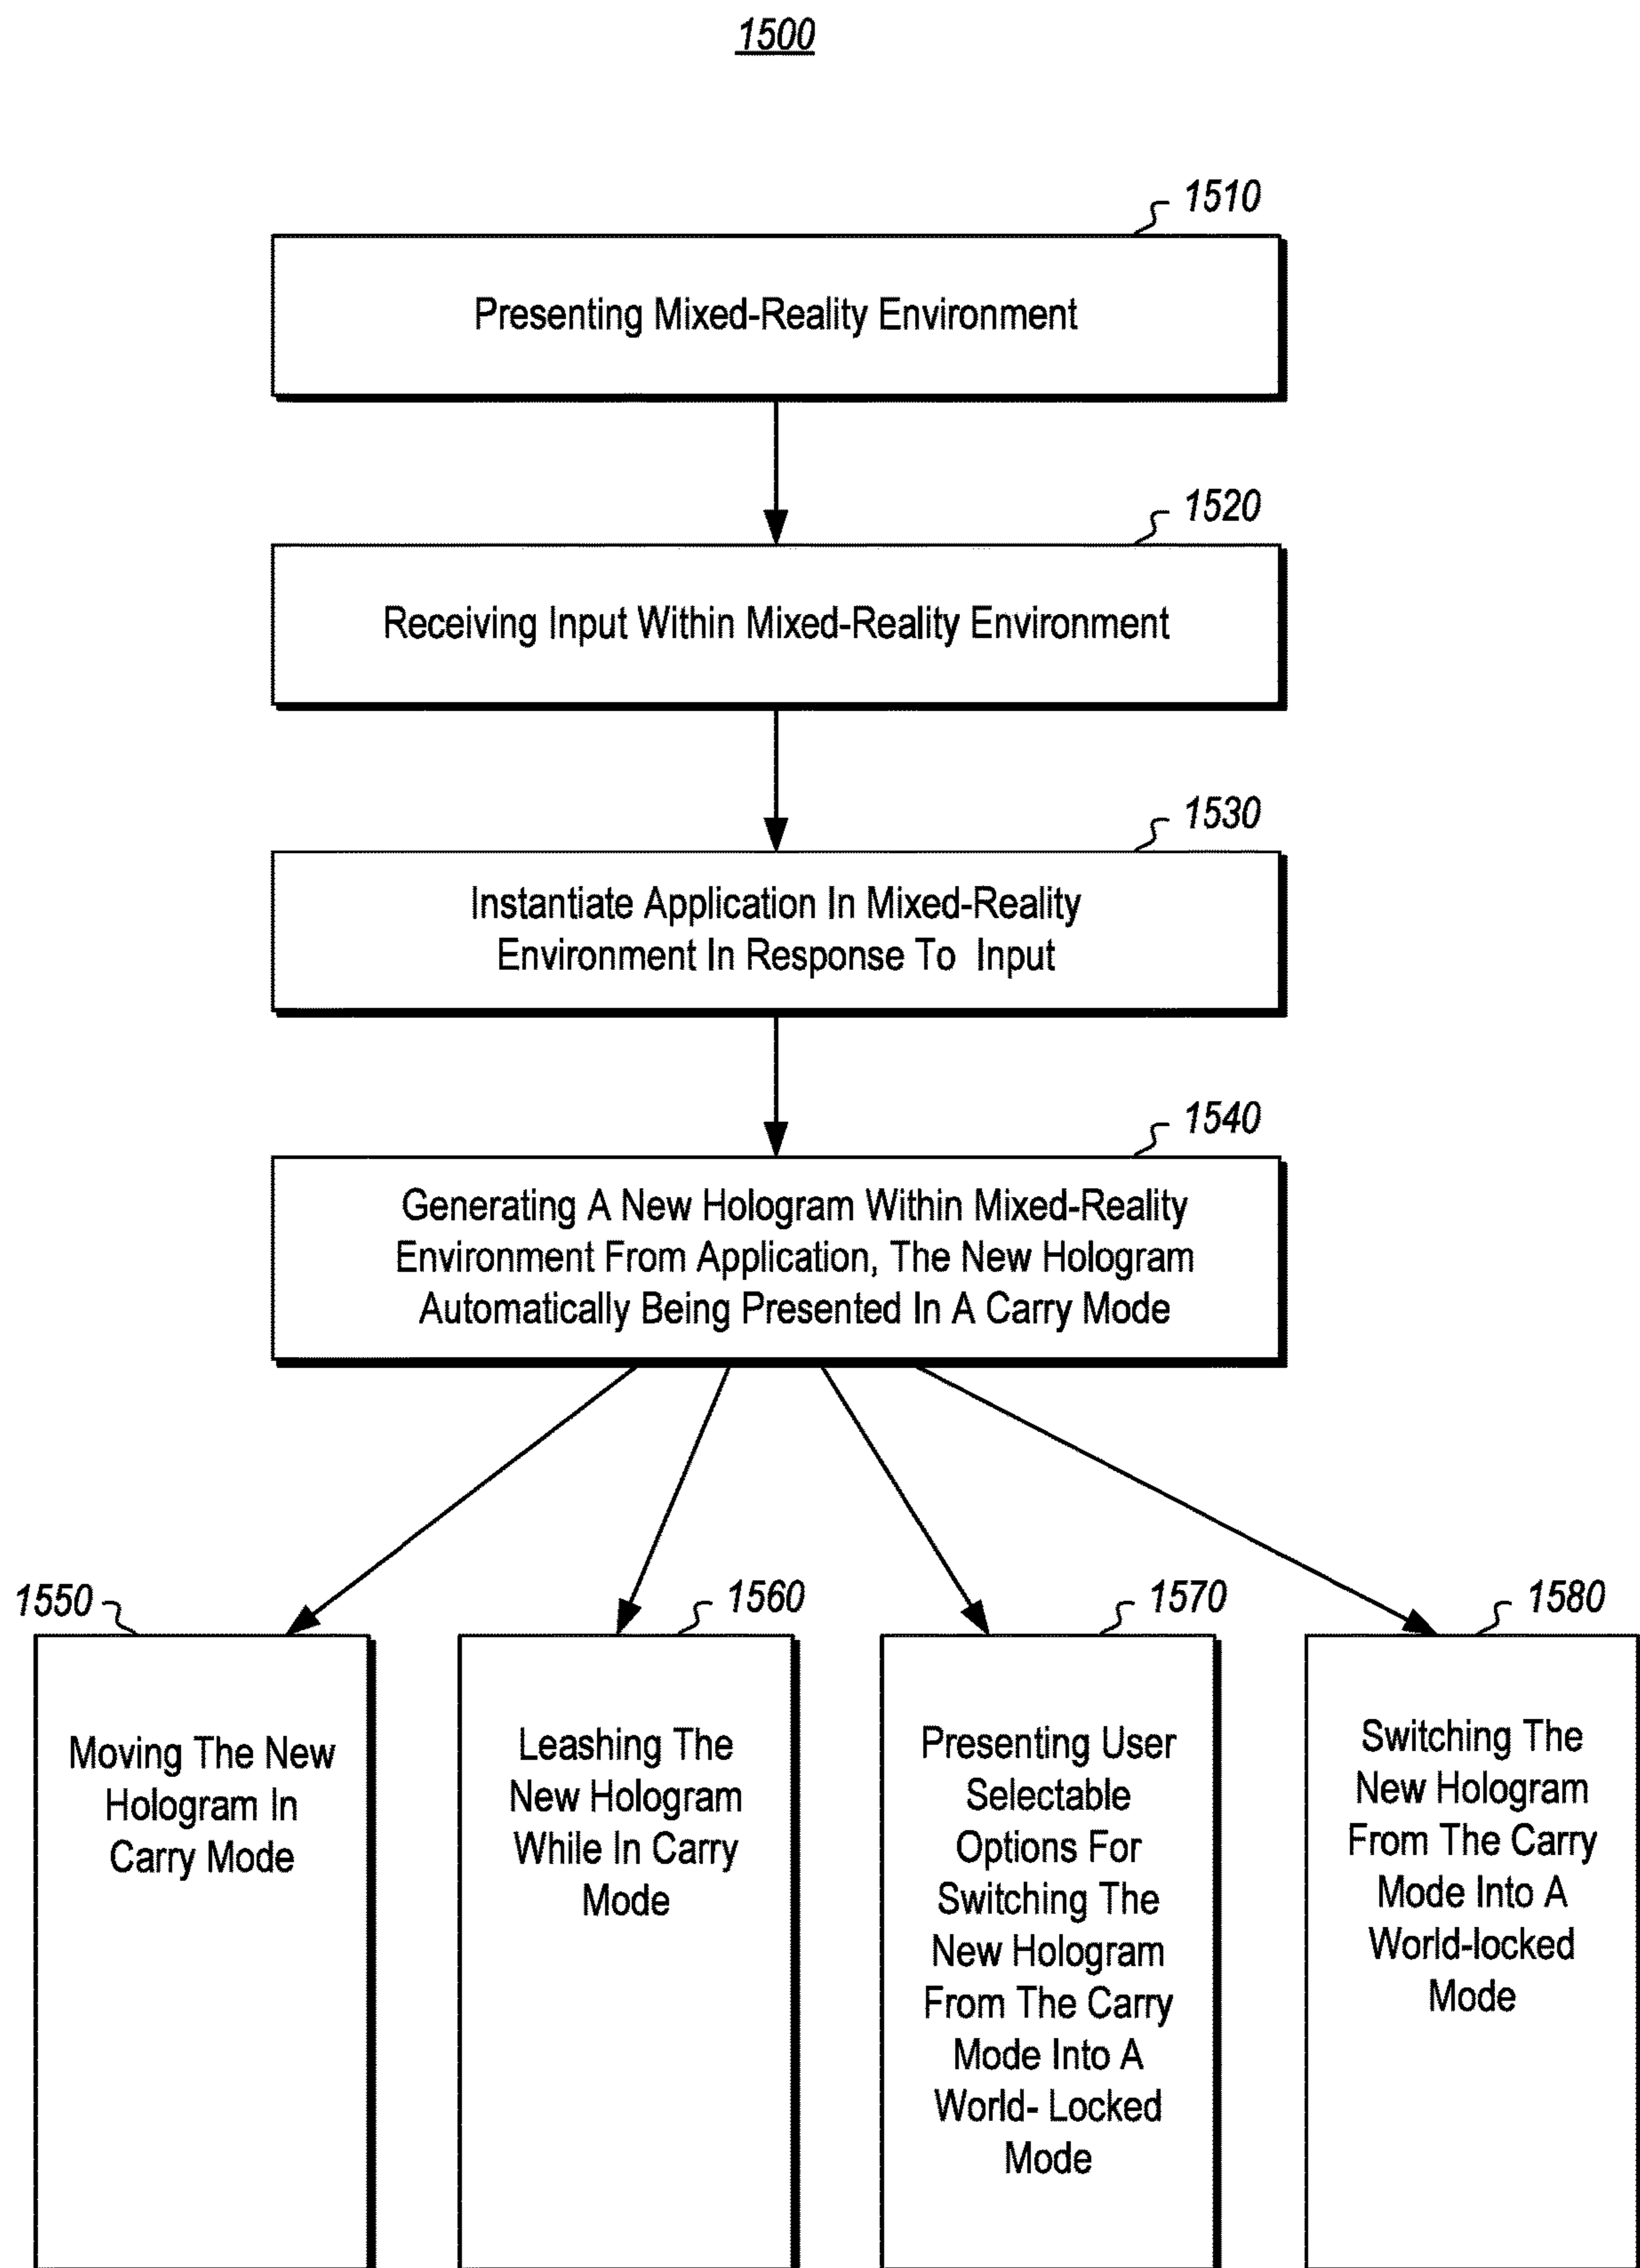 1500
1510
Presenting Mixed-Reality Environment
1520
Receiving Input Within Mixed-Reality Environment
1530
Instantiate Application In Mixed-Reality
Environment In Response To Input
1540
Generating A New Hologram Within Mixed-Reality
Environment From Application, The New Hologram
Automatically Being Presented In A Carry Mode
1550
Moving The New
Hologram In
Carry Mode
1560
Leashing The
New Hologram
While In Carry
Mode
1570
Presenting User
Selectable
Options For
Switching The
New Hologram
From The Carry
Mode Into A
World- Locked
Mode
1580
Switching The
New Hologram
From The Carry
Mode Into A
World-locked
Mode